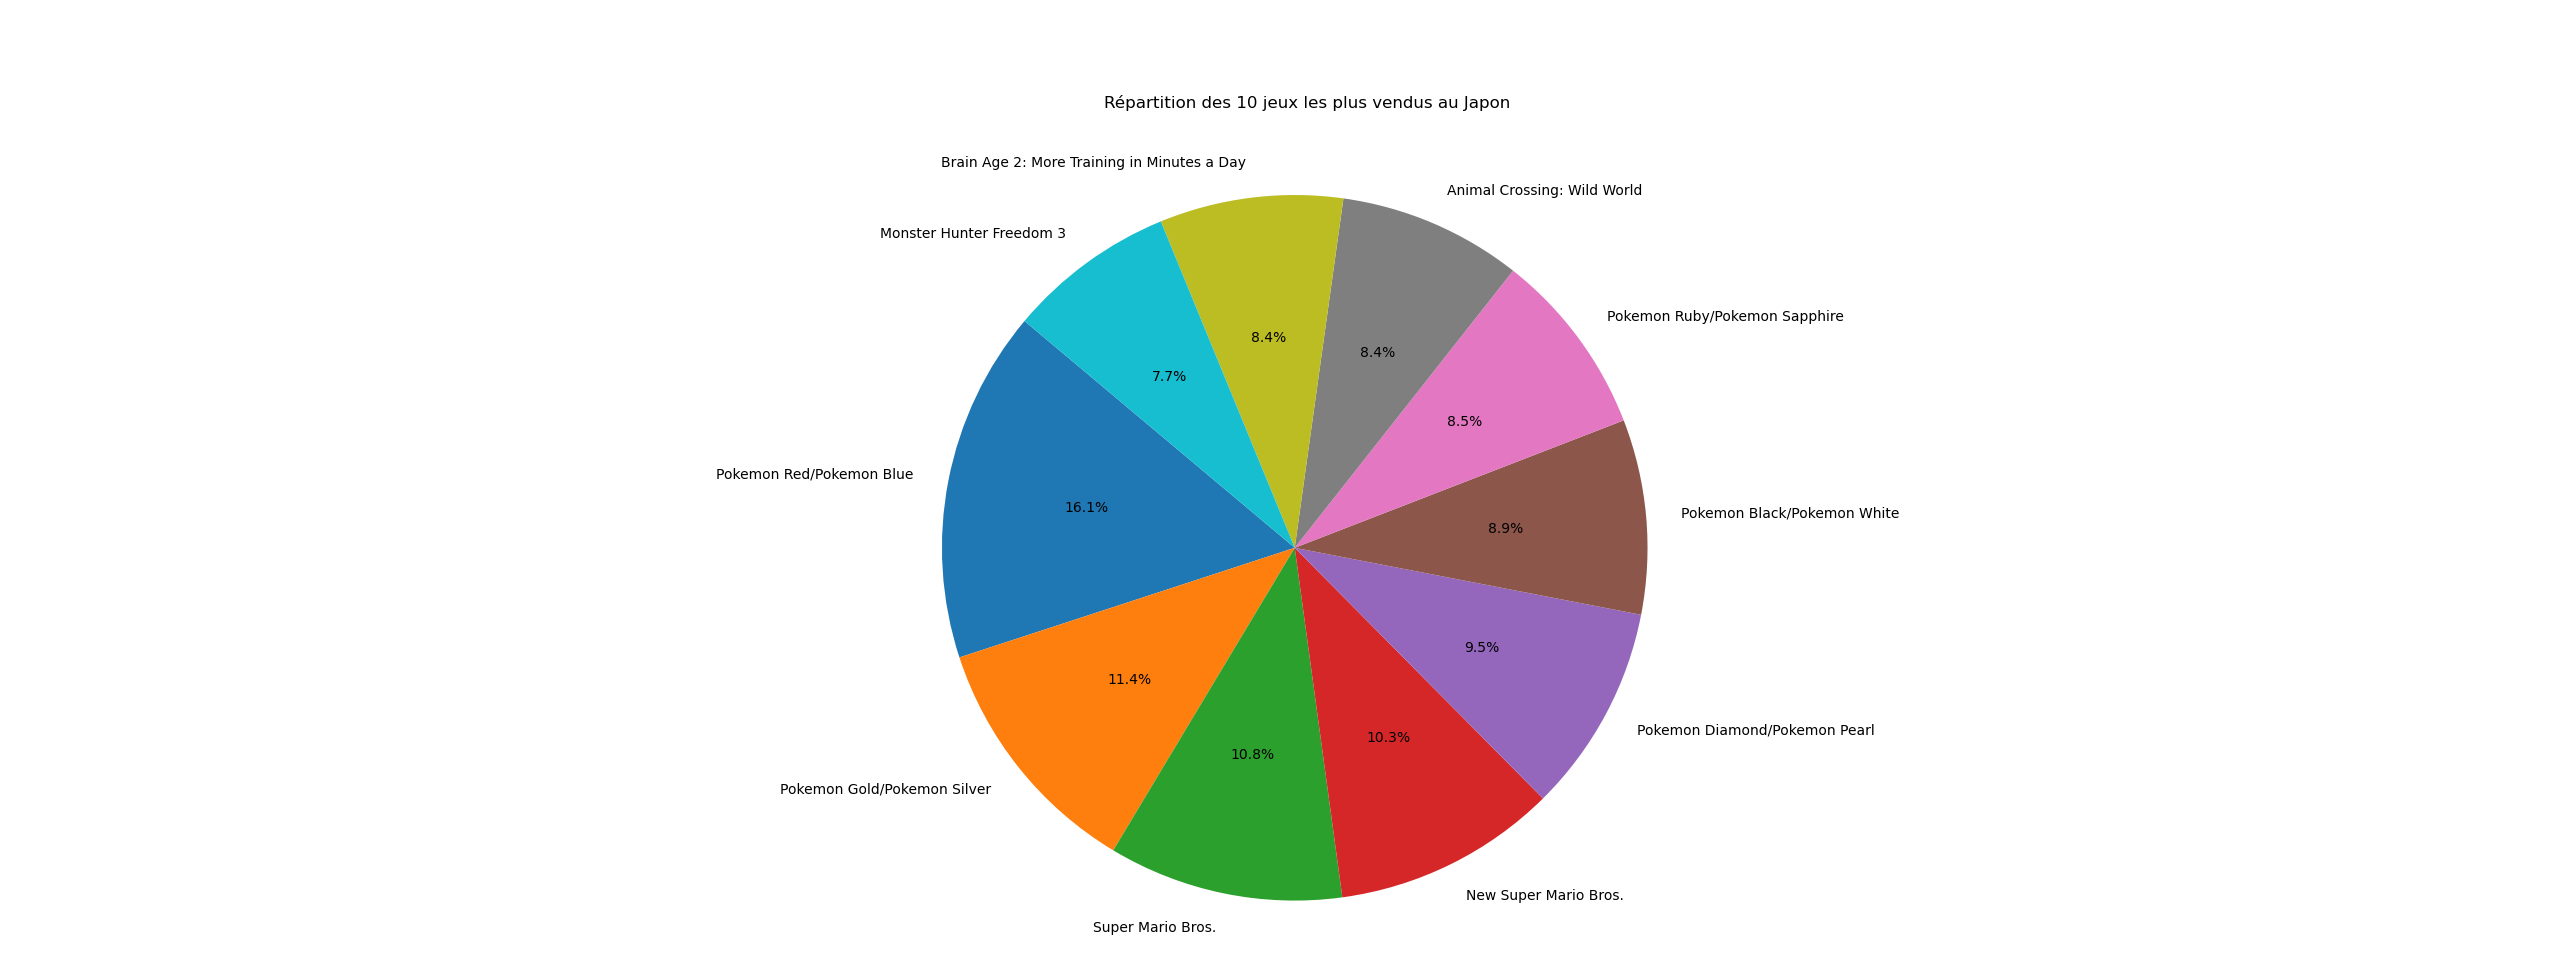 Répartition des 10 jeux les plus vendus au Japon
Brain Age 2: More Training in Minutes a Day
Animal Crossing: Wild World
Monster Hunter Freedom 3
Pokemon Ruby/Pokemon Sapphire
8.4%
8.4%
7.7%
8.5%
Pokemon Red/Pokemon Blue
16.1%
8.9%
Pokemon Black/Pokemon White
11.4%
9.5%
10.8%
10.3%
Pokemon Diamond/Pokemon Pearl
Pokemon Gold/Pokemon Silver
New Super Mario Bros.
Super Mario Bros.